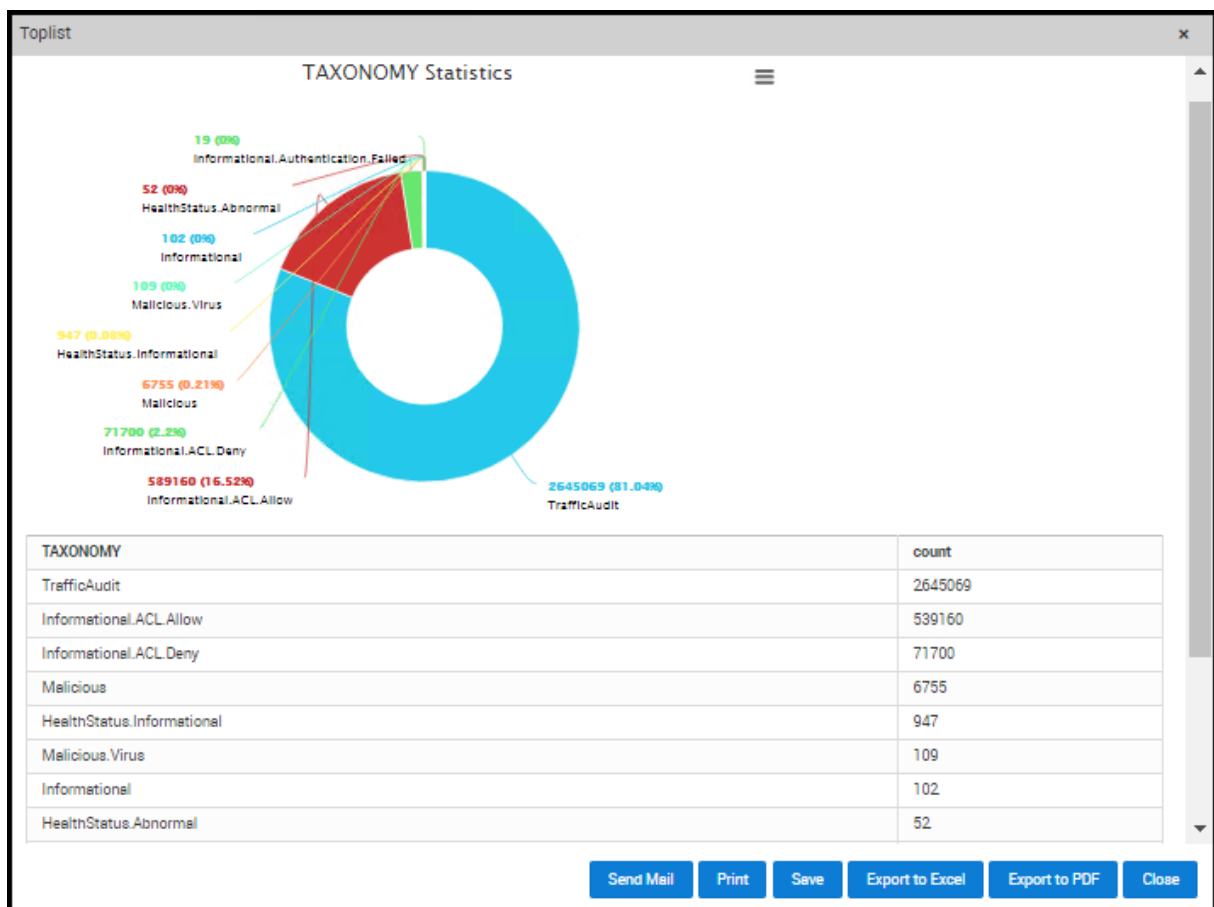 Toplist
×
TAXONOMY Statistics
19 (0%)
Informational.Authentication.Failed
52 (0%)
HealthStatus.Abnormal
102 (0%)
Informational
109 (0%)
Malicious.Virus
947 (0.08%)
HealthStatus.Informational
6755 (0.21%)
Malicious
71700 (2.2%)
Informational.ACL.Deny
589160 (16.52%)
Informational.ACL.Allow
2645069 (81.04%)
TrafficAudit
TAXONOMY count
TrafficAudit 2645069
Informational.ACL.Allow 539160
Informational.ACL.Deny 71700
Malicious 6755
HealthStatus.Informational 947
Malicious.Virus 109
Informational 102
HealthStatus.Abnormal 52
Send Mail Print Save Export to Excel Export to PDF Close